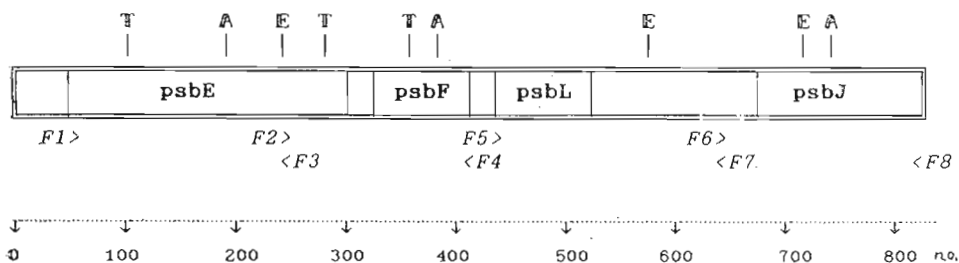 T A E T T A E E A
psbE psbF psbL psbJ
F1> F2> F5> F6>
<F3 <F4 <F7 <F8
0 100 200 300 400 500 600 700 800 no.